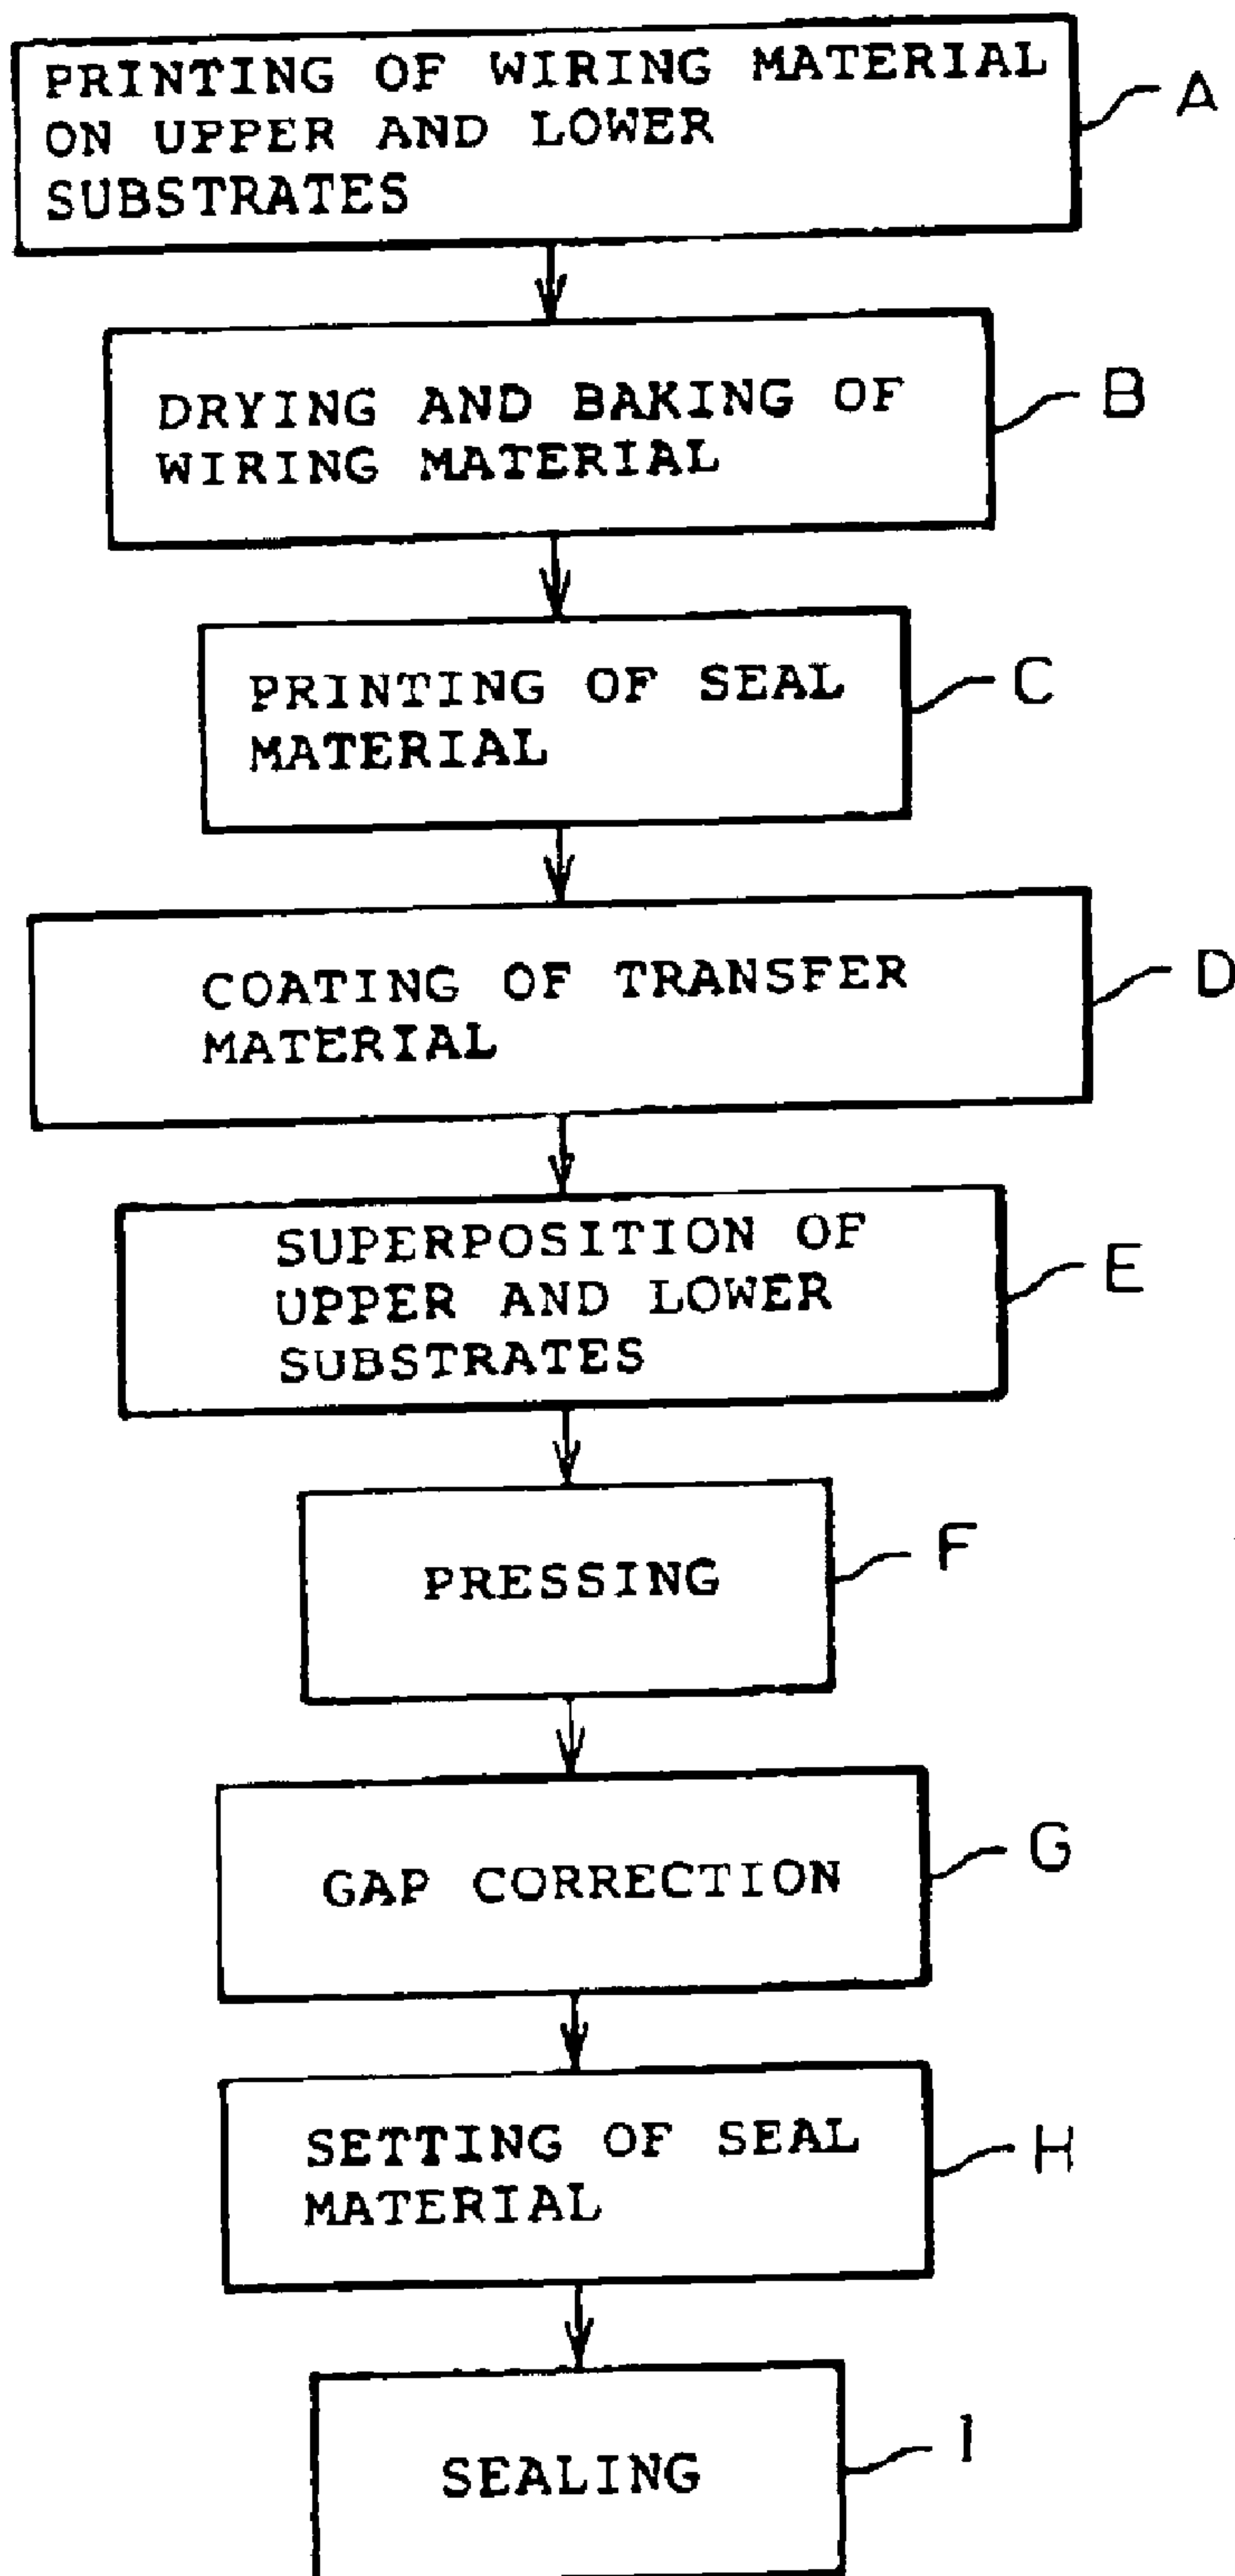 PRINTING OF WIRING MATERIAL
ON UPPER AND LOWER
SUBSTRATES
A
DRYING AND BAKING OF
WIRING MATERIAL
B
PRINTING OF SEAL
MATERIAL
C
COATING OF TRANSFER
MATERIAL
D
SUPERPOSITION OF
UPPER AND LOWER
SUBSTRATES
E
PRESSING
F
GAP CORRECTION
G
SETTING OF SEAL
MATERIAL
H
SEALING
I